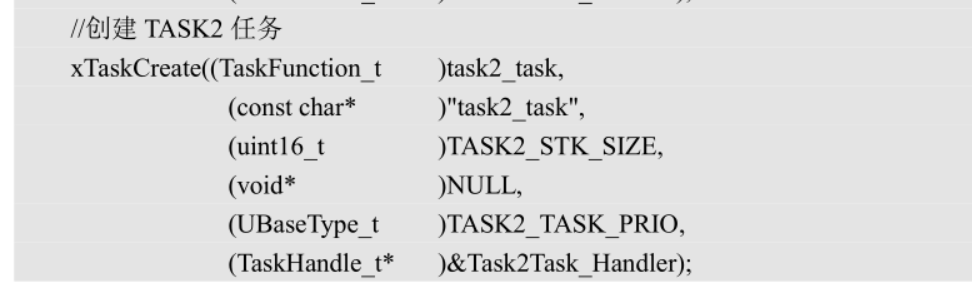 //创建 TASK2 任务
xTaskCreate((TaskFunction_t )task2_task,
(const char* )"task2_task",
(uint16_t )TASK2_STK_SIZE,
(void* )NULL,
(UBaseType_t )TASK2_TASK_PRIO,
(TaskHandle_t* )&Task2Task_Handler);